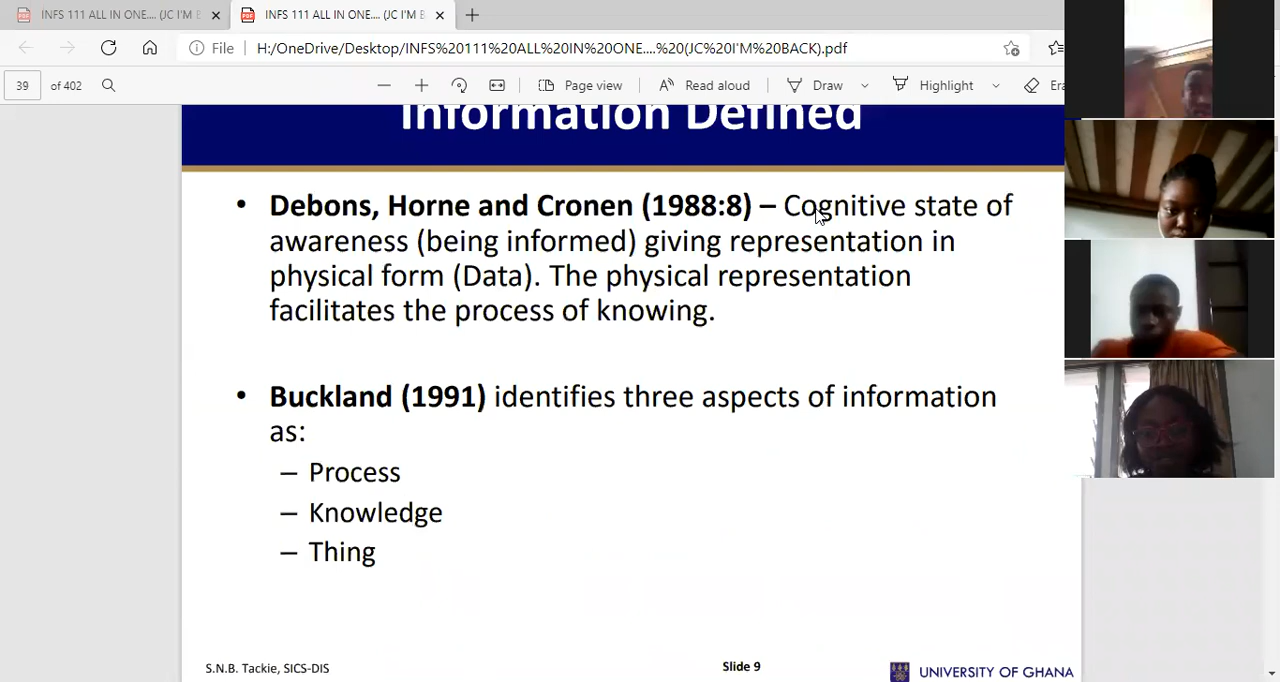 INFS 111 ALL IN ONE.... (JC I'M B
INFS 111 ALL IN ONE.... (JC I'M B
File H:/OneDrive/Desktop/INFS%20111%20ALL%20IN%20ONE....%20(JC%20I'M%20BACK).pdf
39 of 402 Page view Read aloud Draw Highlight Era
Information Defined
• Debons, Horne and Cronen (1988:8) – Cognitive state of
awareness (being informed) giving representation in
physical form (Data). The physical representation
facilitates the process of knowing.
• Buckland (1991) identifies three aspects of information
as:
– Process
– Knowledge
– Thing
S.N.B. Tackie, SICS-DIS Slide 9 UNIVERSITY OF GHANA